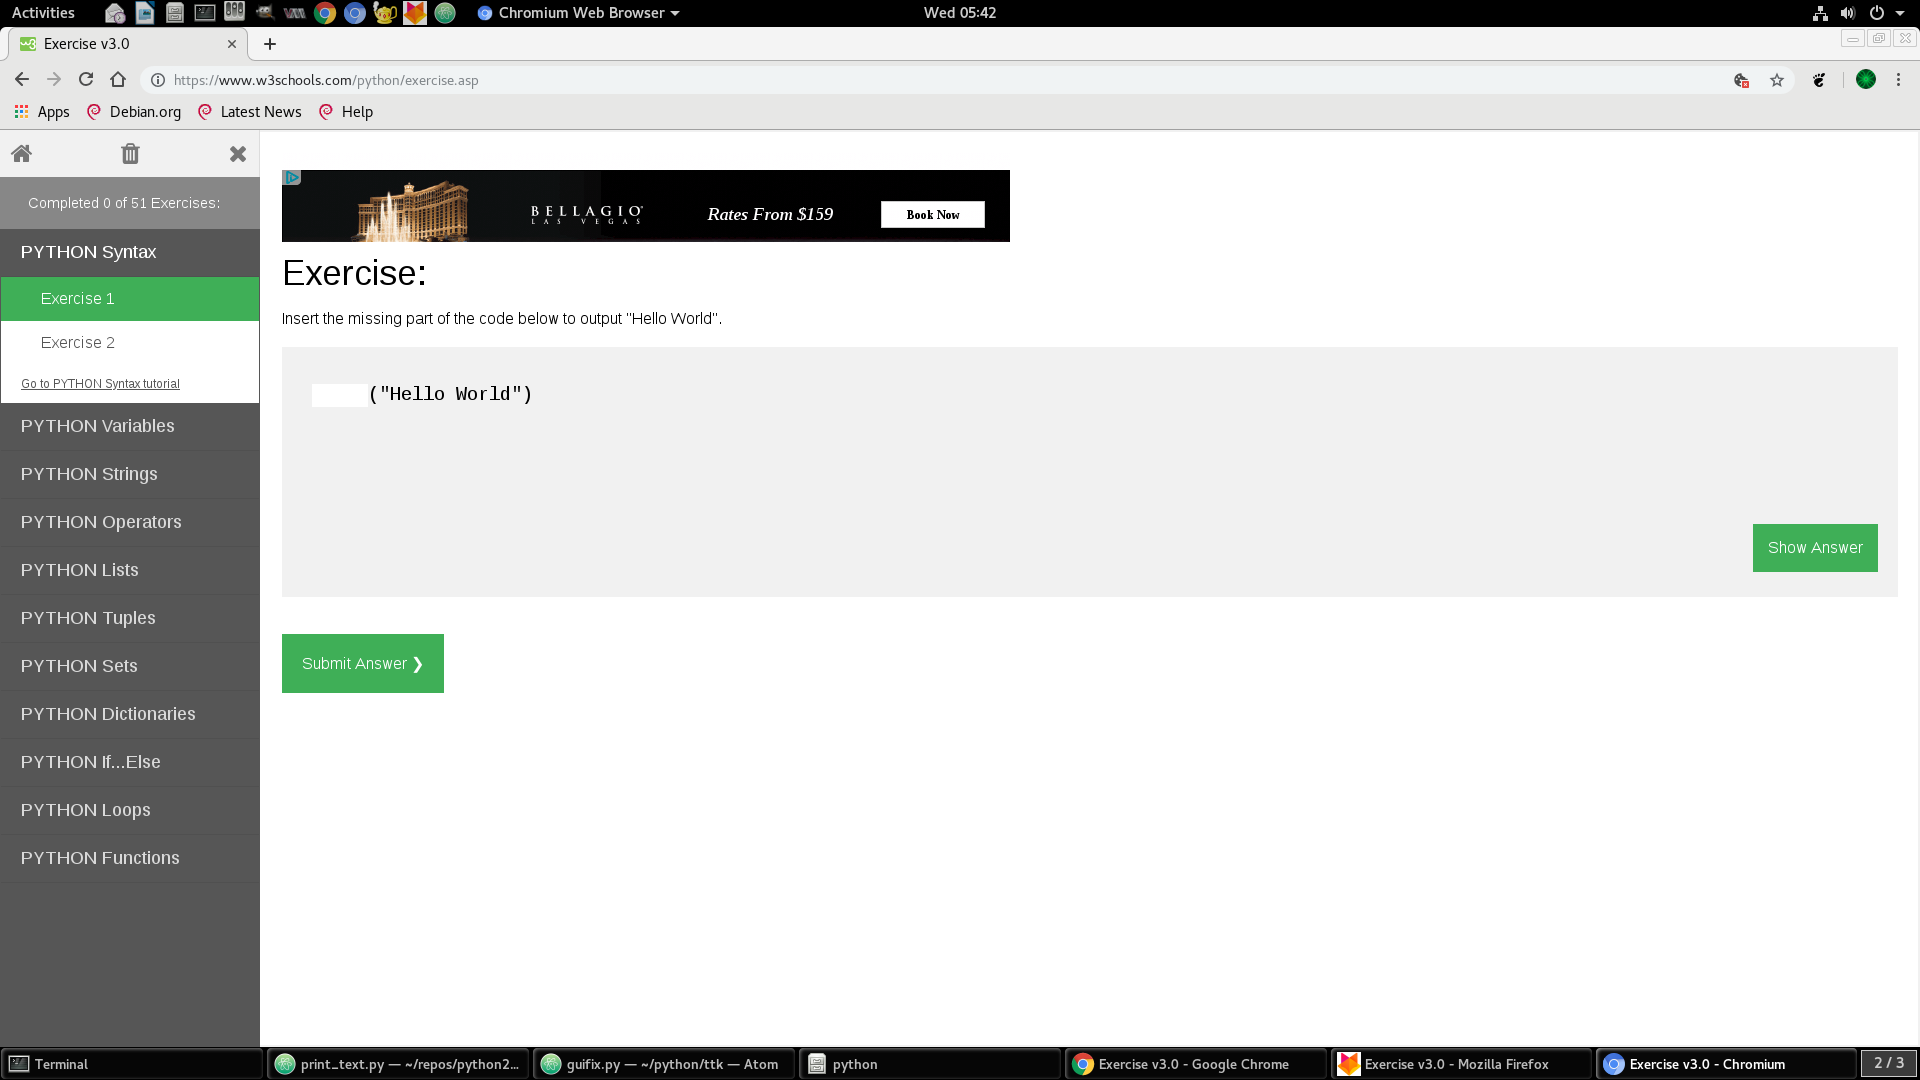 Activities
Chromium Web Browser
Wed 05:42
Exercise v3.0
https://www.w3schools.com/python/exercise.asp
Apps
Debian.org
Latest News
Help
Completed 0 of 51 Exercises:
PYTHON Syntax
Exercise 1
Exercise 2
Go to PYTHON Syntax tutorial
PYTHON Variables
PYTHON Strings
PYTHON Operators
PYTHON Lists
PYTHON Tuples
PYTHON Sets
PYTHON Dictionaries
PYTHON If...Else
PYTHON Loops
PYTHON Functions
BELLAGIO
LAS VEGAS
Rates From $159
Book Now
Exercise:
Insert the missing part of the code below to output "Hello World".
("Hello World")
Show Answer
Submit Answer ❯
Terminal
print_text.py — ~/repos/python2...
guifix.py — ~/python/ttk — Atom
python
Exercise v3.0 - Google Chrome
Exercise v3.0 - Mozilla Firefox
Exercise v3.0 - Chromium
2 / 3